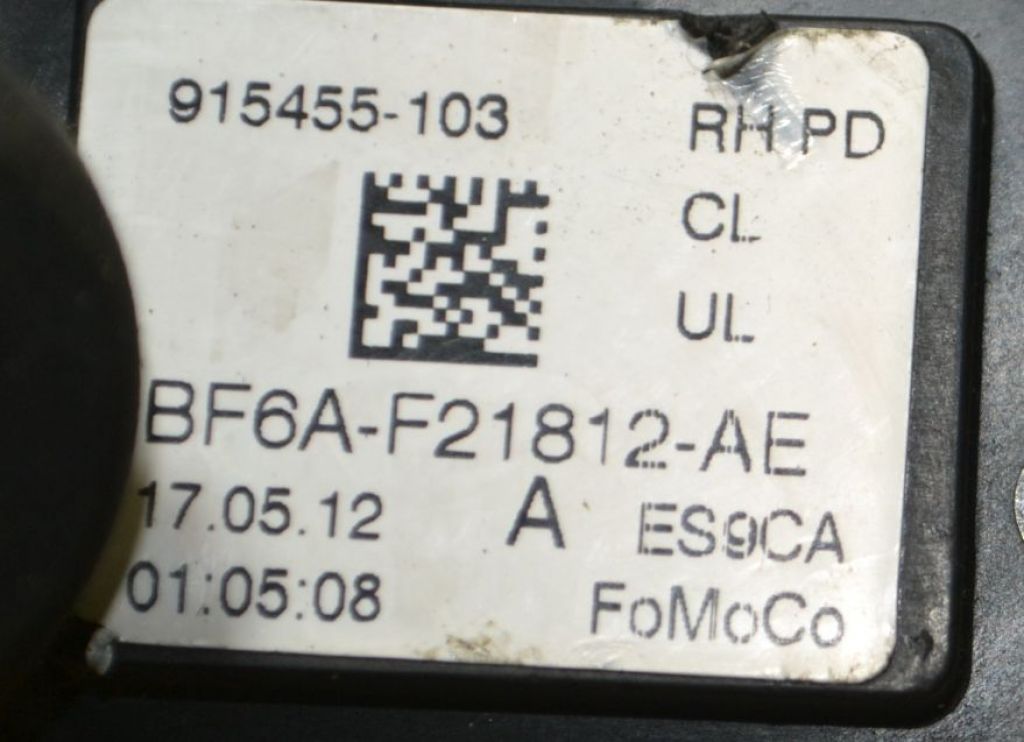 915455-103 RH PD
CL
UL
BF6A-F21812-AE
17.05.12 A ES9CA
01:05:08 FoMoCo